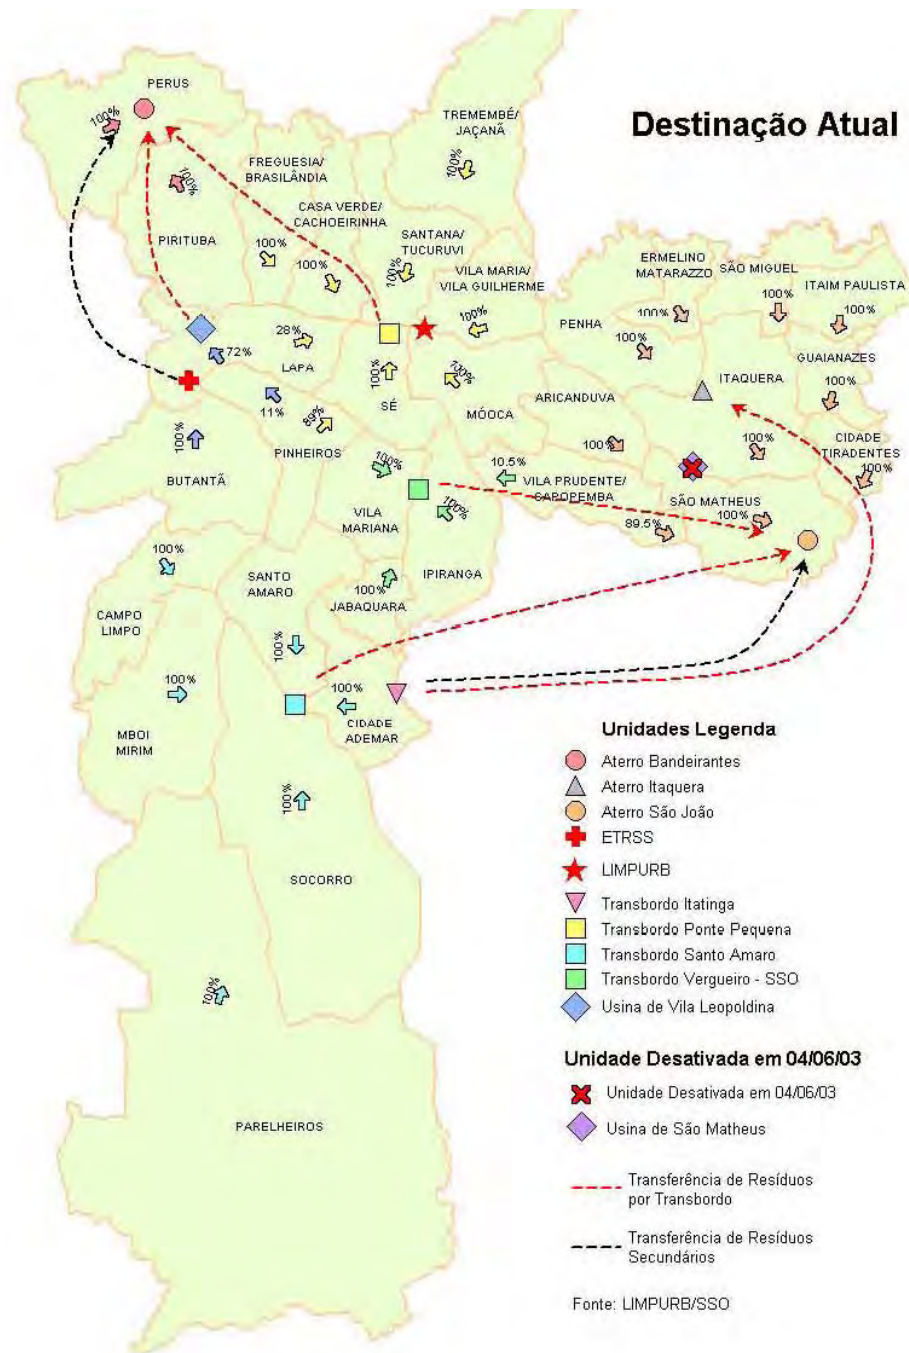 Destinação Atual
PERUS
100%
TREMEMBÉ/
JAÇANÃ
100%
FREGUESIA/
BRASILÂNDIA
100%
CASA VERDE/
CACHOEIRINHA
PIRITUBA
100%
100%
SANTANA/
TUCURUVI
100%
VILA MARIA/
VILA GUILHERME
100%
ERMELINO
MATARAZZO
100%
SÃO MIGUEL
100%
ITAIM PAULISTA
100%
PENHA
100%
GUAIANAZES
100%
28%
72%
LAPA
100%
SÉ
100%
MÓOCA
ARICANDUVA
ITAQUERA
11%
89%
PINHEIROS
100%
BUTANTÃ
100%
10.5%
VILA PRUDENTE/
SAPOPEMBA
100%
100%
CIDADE
TIRADENTES
100%
SÃO MATHEUS
100%
89.5%
VILA
MARIANA
100%
IPIRANGA
100%
SANTO
AMARO
100%
JABAQUARA
CAMPO
LIMPO
100%
100%
MBOI
MIRIM
100%
CIDADE
ADEMAR
100%
SOCORRO
100%
PARELHEIROS
Unidades Legenda
Aterro Bandeirantes
Aterro Itaquera
Aterro São João
ETRSS
LIMPURB
Transbordo Itatinga
Transbordo Ponte Pequena
Transbordo Santo Amaro
Transbordo Vergueiro - SSO
Usina de Vila Leopoldina
Unidade Desativada em 04/06/03
Unidade Desativada em 04/06/03
Usina de São Matheus
Transferência de Resíduos
por Transbordo
Transferência de Resíduos
Secundários
Fonte: LIMPURB/SSO